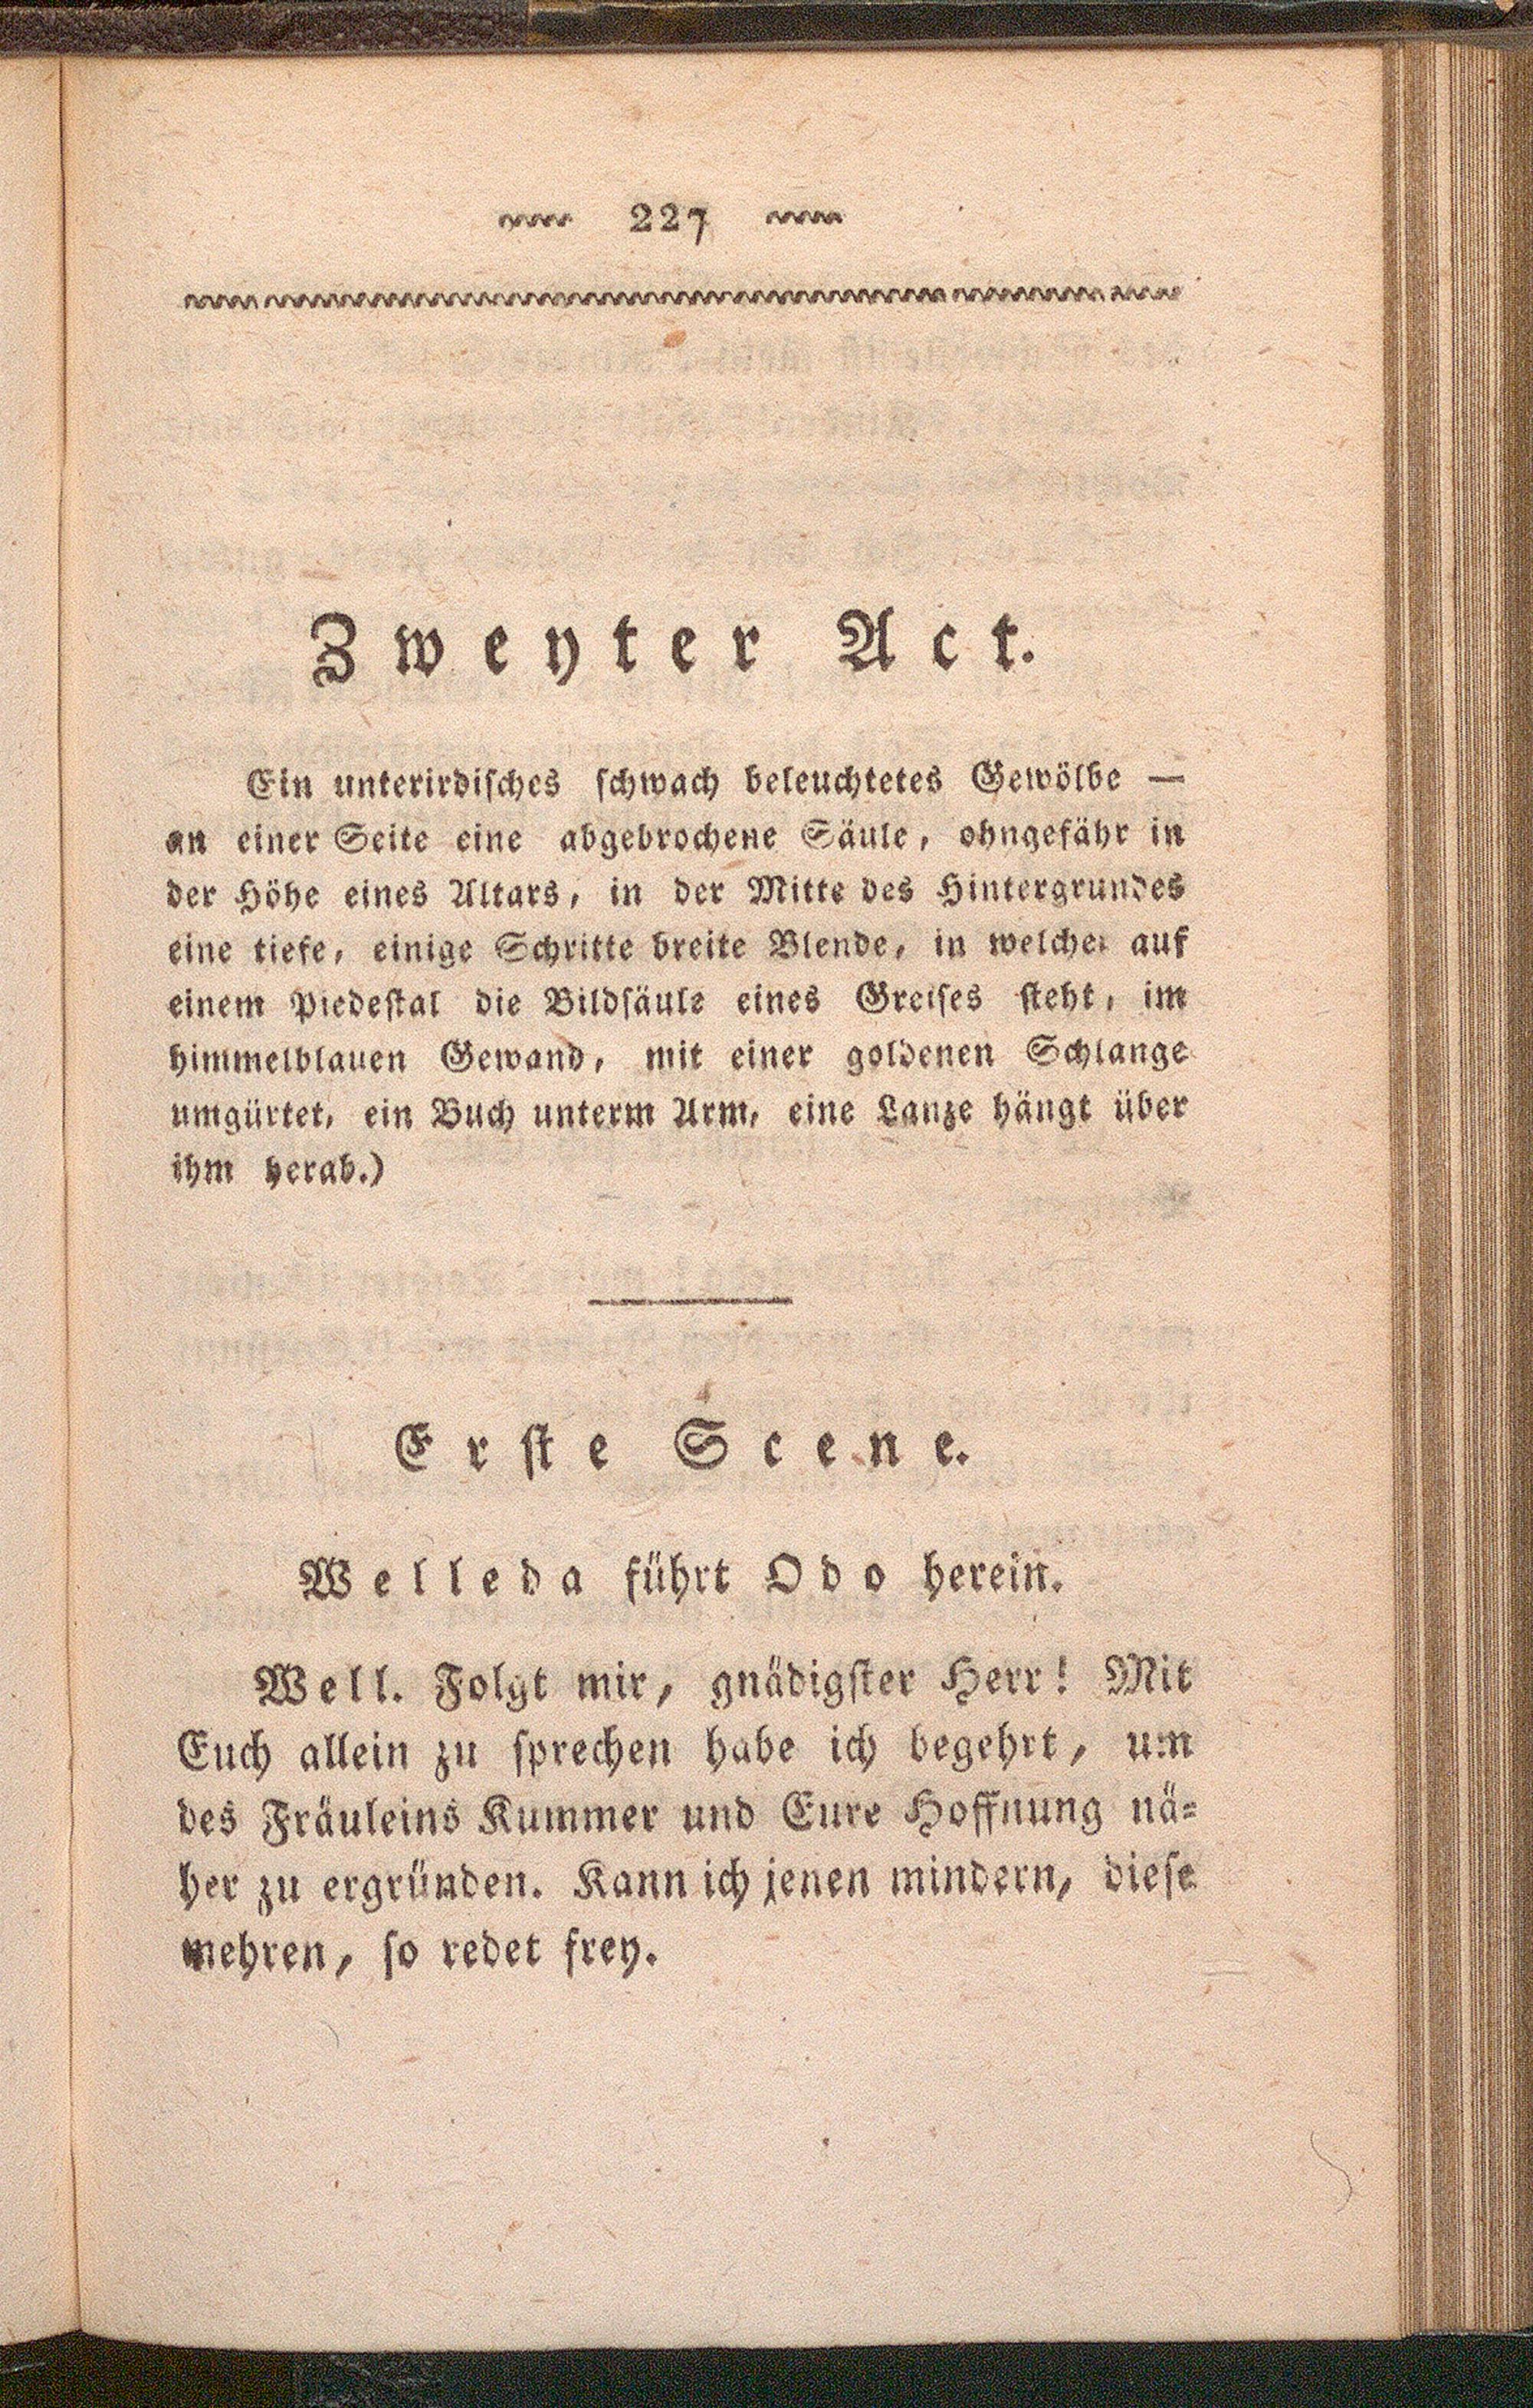 227
Zweyter Act.
Ein unterirdisches schwach beleuchtetes Gewölbe —
an einer Seite eine abgebrochene Säule, ohngefähr in
der Höhe eines Altars, in der Mitte des Hintergrundes
eine tiefe, einige Schritte breite Blende, in welcher auf
einem Piedestal die Bildsäule eines Greises steht, im
himmelblauen Gewand, mit einer goldenen Schlange
umgürtet, ein Buch unterm Arm, eine Lanze hängt über
ihm herab.)
Erste Scene.
Welleda führt Odo herein.
Well. Folgt mir, gnädigster Herr! Mit
Euch allein zu sprechen habe ich begehrt, um
des Fräuleins Kummer und Eure Hoffnung nä-
her zu ergründen. Kann ich jenen mindern, diese
mehren, so redet frey.